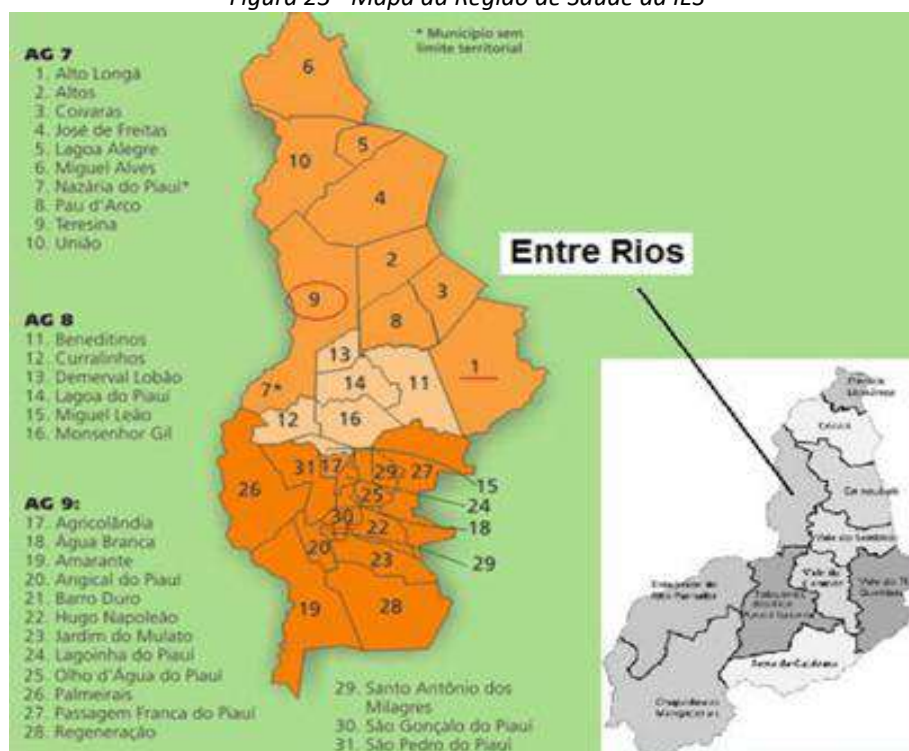 Figura 23 - Mapa da Região de Saúde da IES
* Município sem
limite territorial
AG 7
1. Alto Longá
2. Altos
3. Coivaras
4. José de Freitas
5. Lagoa Alegre
6. Miguel Alves
7. Nazária do Piauí*
8. Pau d'Arco
9. Teresina
10. União
AG 8
11. Beneditinos
12. Curralinhos
13. Demerval Lobão
14. Lagoa do Piauí
15. Miguel Leão
16. Monsenhor Gil
AG 9:
17. Agricolândia
18. Água Branca
19. Amarante
20. Angical do Piauí
21. Barro Duro
22. Hugo Napoleão
23. Jardim do Mulato
24. Lagoinha do Piauí
25. Olho d'Água do Piauí
26. Palmeirais
27. Passagem Franca do Piauí
28. Regeneração
29. Santo Antônio dos
Milagres
30. São Gonçalo do Piauí
31. São Pedro do Piauí
6
5
10
4
2
3
9
8
13
1
14
11
7*
12
16
31
17
29
27
15
26
25
24
30
22
18
20
23
29
19
28
Entre Rios